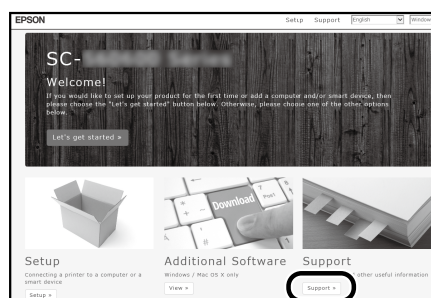 EPSON
Setup Support English Window
SC-
Welcome!
If you would like to set up your product for the first time or add a computer and/or smart device, then
please choose the "Let's get started" button below. Otherwise, please choose one of the other options
below.
Let's get started »
Download
Setup
Connecting a printer to a computer or a
smart device
Setup »
Additional Software
Windows / Mac OS X only
View »
Support
other useful information
Support »